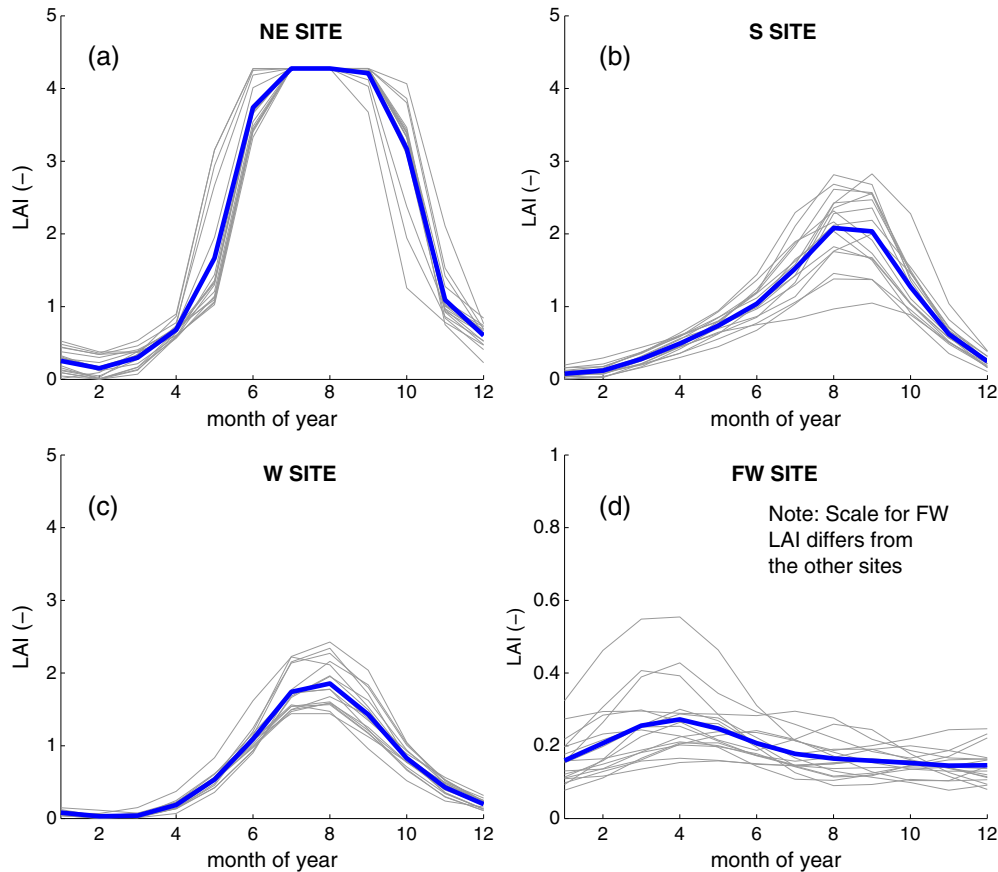 NE SITE
(a)
5
4
3
2
1
0
LAI (−)
2
4
6
8
10
12
month of year
S SITE
(b)
5
4
3
2
1
0
LAI (−)
2
4
6
8
10
12
month of year
W SITE
(c)
5
4
3
2
1
0
LAI (−)
2
4
6
8
10
12
month of year
FW SITE
(d)
Note: Scale for FW
LAI differs from
the other sites
1
0.8
0.6
0.4
0.2
0
LAI (−)
2
4
6
8
10
12
month of year